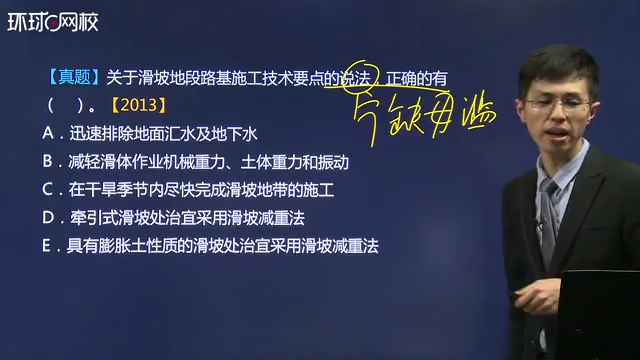 环球网校
【真题】关于滑坡地段路基施工技术要点的说法，正确的有
（ ）。【2013】
A．迅速排除地面汇水及地下水
B．减轻滑体作业机械重力、土体重力和振动
C．在干旱季节内尽快完成滑坡地带的施工
D．牵引式滑坡处治宜采用滑坡减重法
E．具有膨胀土性质的滑坡处治宜采用滑坡减重法